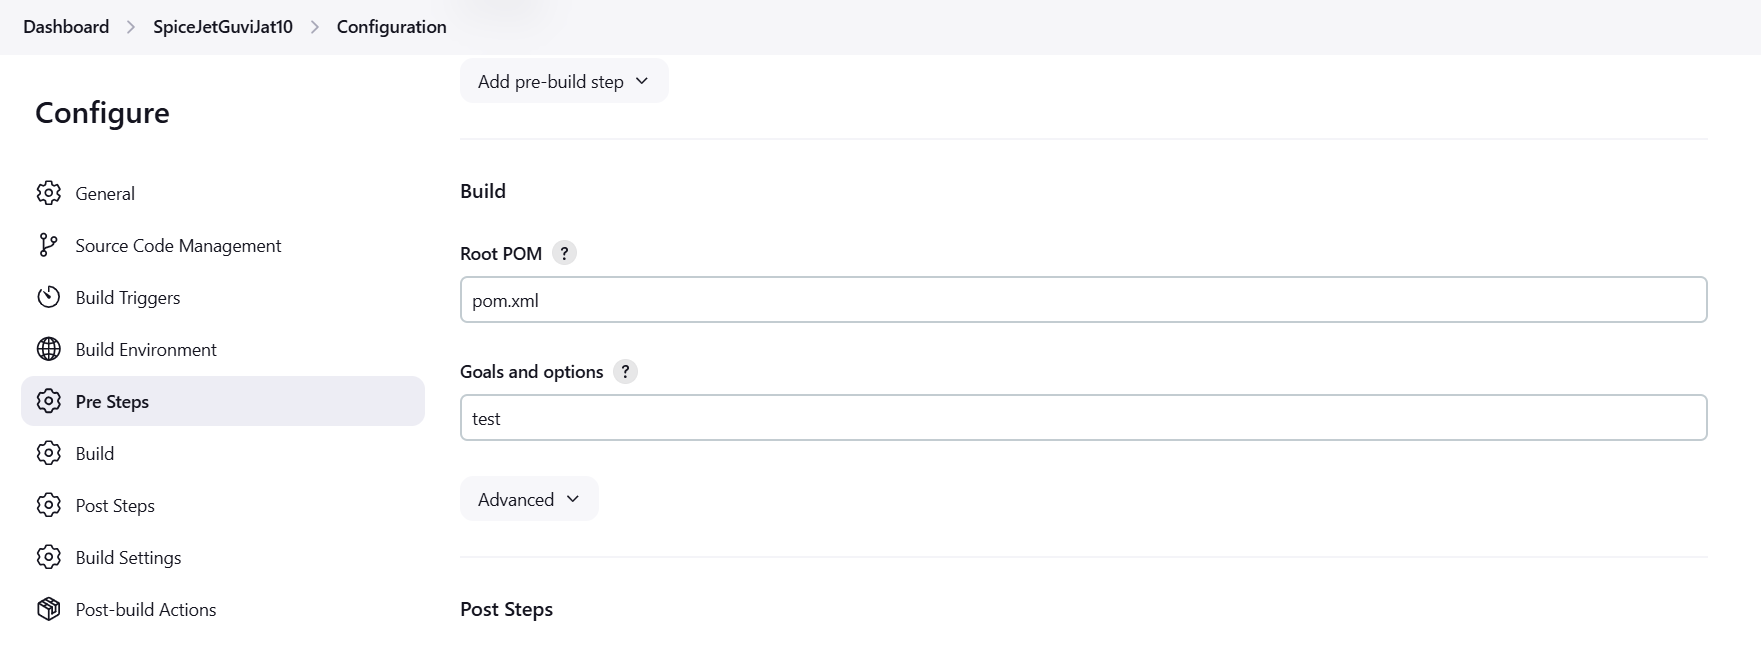 Dashboard > SpiceJetGuviJat10 > Configuration
Configure
General
Source Code Management
Build Triggers
Build Environment
Pre Steps
Build
Post Steps
Build Settings
Post-build Actions
Add pre-build step
Build
Root POM ?
pom.xml
Goals and options ?
test
Advanced
Post Steps